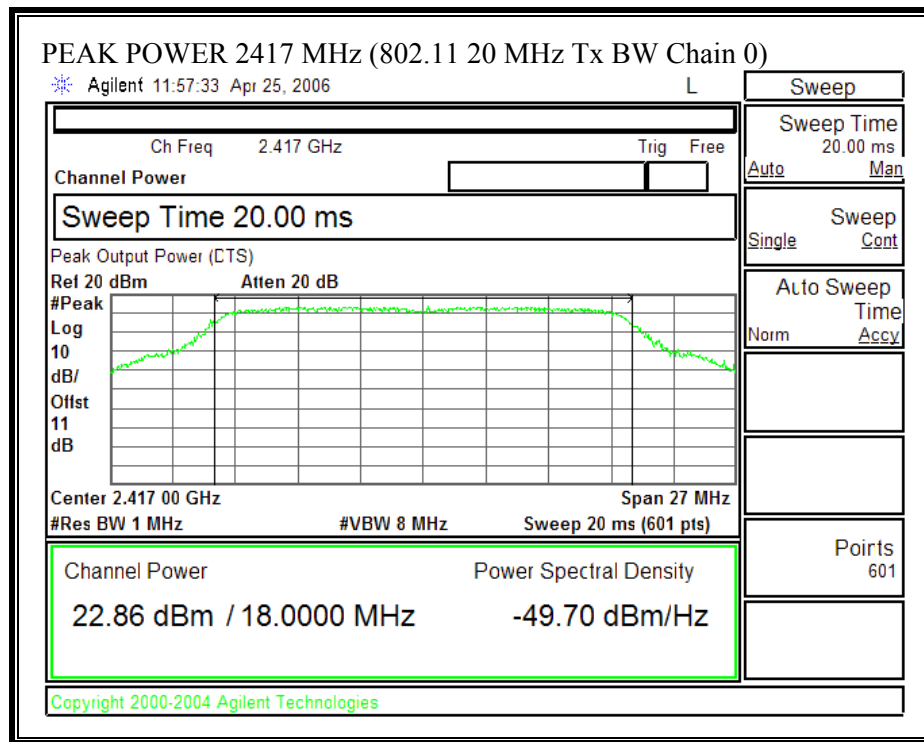 PEAK POWER 2417 MHz (802.11 20 MHz Tx BW Chain 0)
Agilent 11:57:33 Apr 25, 2006 L
Ch Freq 2.417 GHz Trig Free
Channel Power
Sweep Time 20.00 ms
Peak Output Power (DTS)
Ref 20 dBm Atten 20 dB
#Peak
Log
10
dB/
Offst
11
dB
Center 2.417 00 GHz Span 27 MHz
#Res BW 1 MHz #VBW 8 MHz Sweep 20 ms (601 pts)
Channel Power Power Spectral Density
22.86 dBm / 18.0000 MHz -49.70 dBm/Hz
Copyright 2000-2004 Agilent Technologies
Sweep
Sweep Time
20.00 ms
Auto Man
Sweep
Single Cont
Auto Sweep
Time
Norm Accy
Points
601